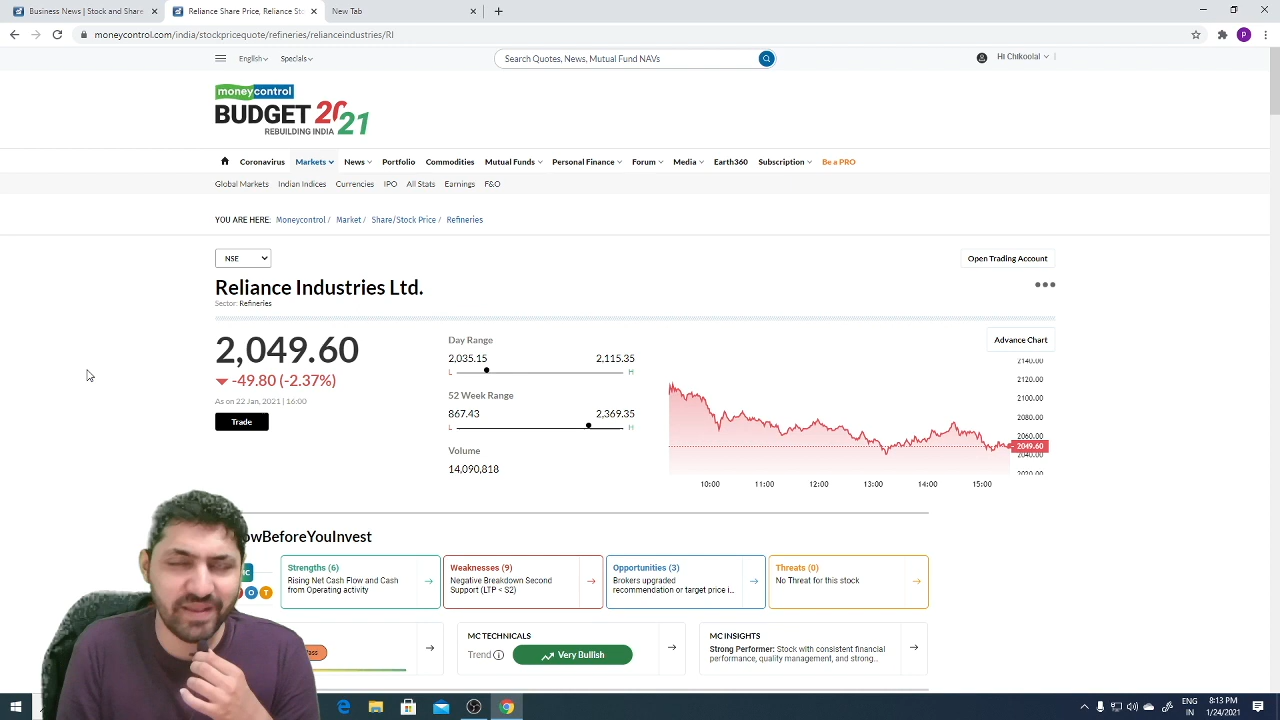 Business News | Stock and Share
Reliance Share Price, Reliance Sto
New Tab
moneycontrol.com/india/stockpricequote/refineries/relianceindustries/RI
P
English
Specials
Search Quotes, News, Mutual Fund NAVs
Hi Chikoolal
moneycontrol
BUDGET 2021
REBUILDING INDIA
Coronavirus Markets News Portfolio Commodities Mutual Funds Personal Finance Forum Media Earth360 Subscription Be a PRO
Global Markets Indian Indices Currencies IPO All Stats Earnings F&O
YOU ARE HERE: Moneycontrol / Market / Share/Stock Price / Refineries
NSE
Open Trading Account
Reliance Industries Ltd.
Sector: Refineries
2,049.60
-49.80 (-2.37%)
As on 22 Jan, 2021 | 16:00
Trade
Day Range
2,035.15 2,115.35
L H
52 Week Range
867.43 2,369.35
L H
Volume
14,090,818
Advance Chart
2140.00
2120.00
2100.00
2080.00
2060.00
2049.60
2040.00
2020.00
10:00 11:00 12:00 13:00 14:00 15:00
owBeforeYouInvest
Strengths (6)
Rising Net Cash Flow and Cash
from Operating activity
Weaknesses (9)
Negative Breakdown Second
Support (LTP < S2)
Opportunities (3)
Brokers upgraded
recommendation or target price i..
Threats (0)
No Threat for this stock
O T
MC TECHNICALS
Trend Very Bullish
MC INSIGHTS
Strong Performer: Stock with consistent financial
performance, quality management, and strong...
ENG
IN
8:13 PM
1/24/2021